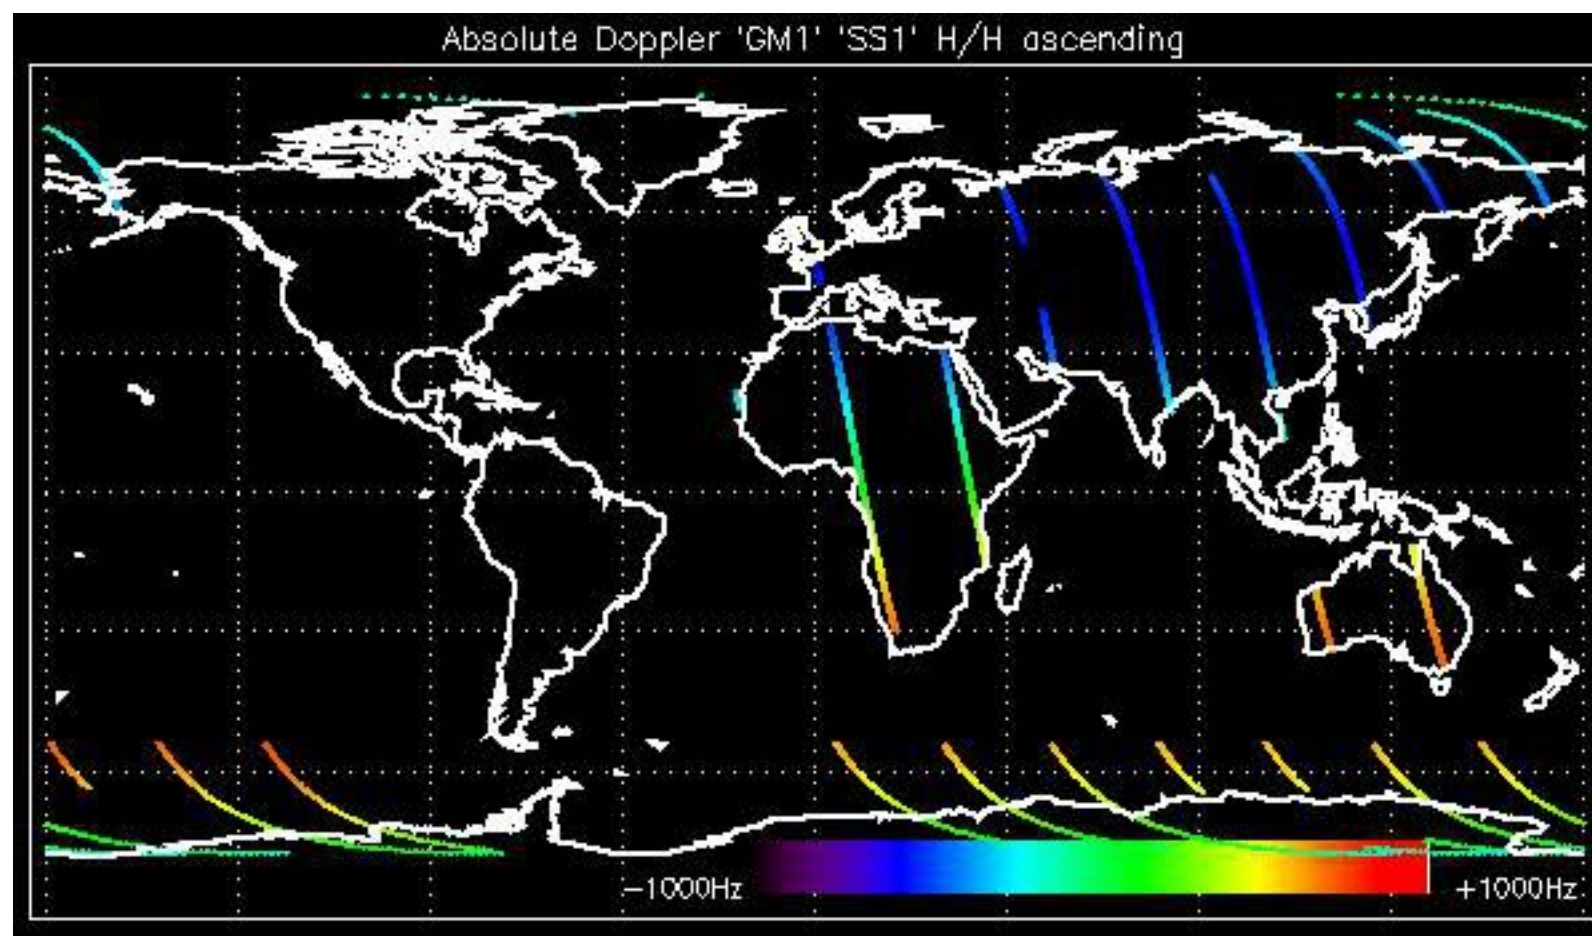 Absolute Doppler 'GM1' 'SS1' H/H ascending
-1000Hz +1000Hz